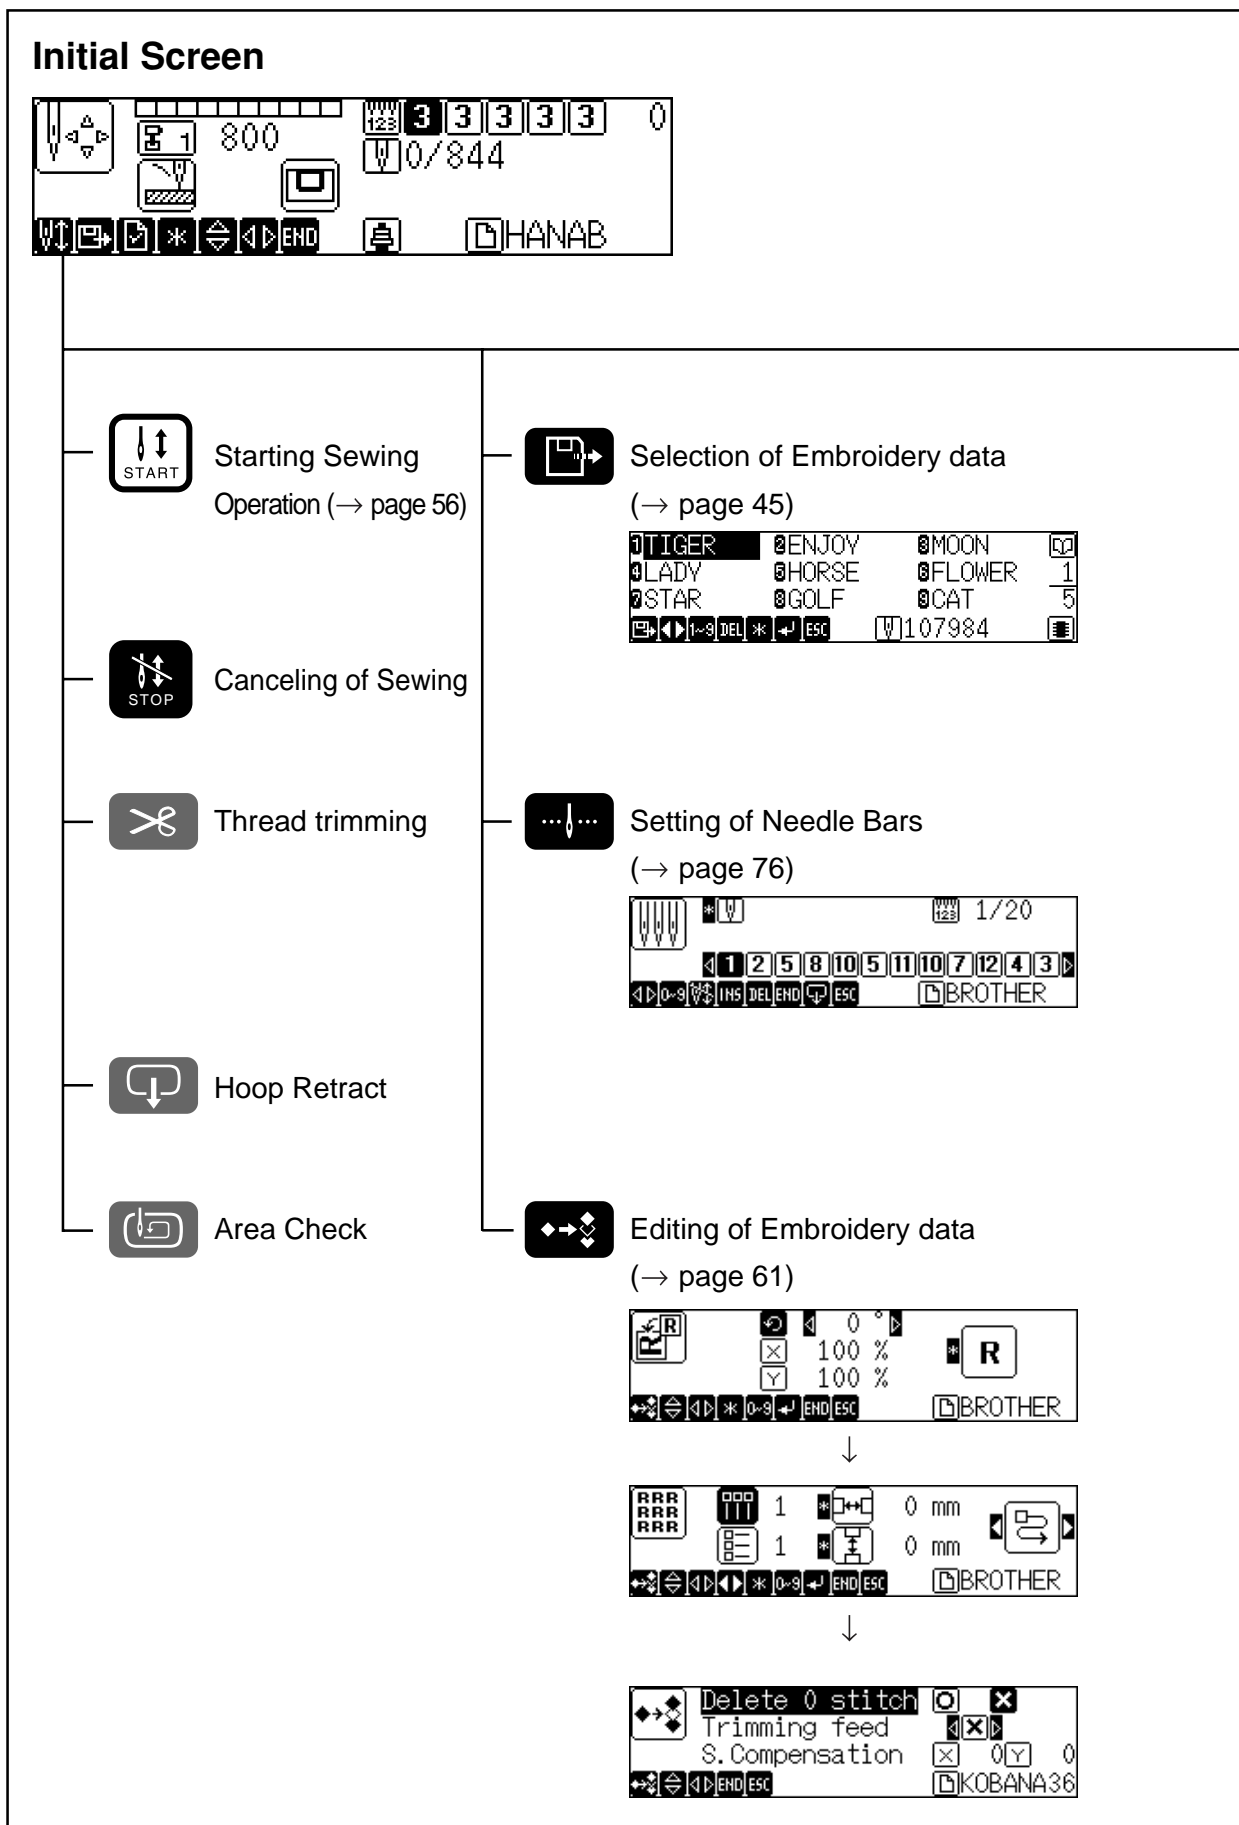 Initial Screen
123 3 3 3 3 3 0
1 800
0/844
* END HANAB
START
Starting Sewing
Operation (→ page 56)
STOP
Canceling of Sewing
Thread trimming
Hoop Retract
Area Check
Selection of Embroidery data
(→ page 45)
1TIGER 2ENJOY 3MOON
4LADY 5HORSE 6FLOWER 1
7STAR 8GOLF 9CAT 5
1~9 DEL * ESC 107984
Setting of Needle Bars
(→ page 76)
* 123 1/20
1 2 5 8 10 5 11 10 7 12 4 3
0~9 INS DEL END ESC BROTHER
Editing of Embroidery data
(→ page 61)
R R 0 °
X 100 % * R
Y 100 %
* 0~9 END ESC BROTHER
↓
RRR 1 * 0 mm
RRR
RRR 1 * 0 mm
* 0~9 END ESC BROTHER
↓
Delete 0 stitch O X
Trimming feed X
S.Compensation X 0 Y 0
END ESC KOBANA36